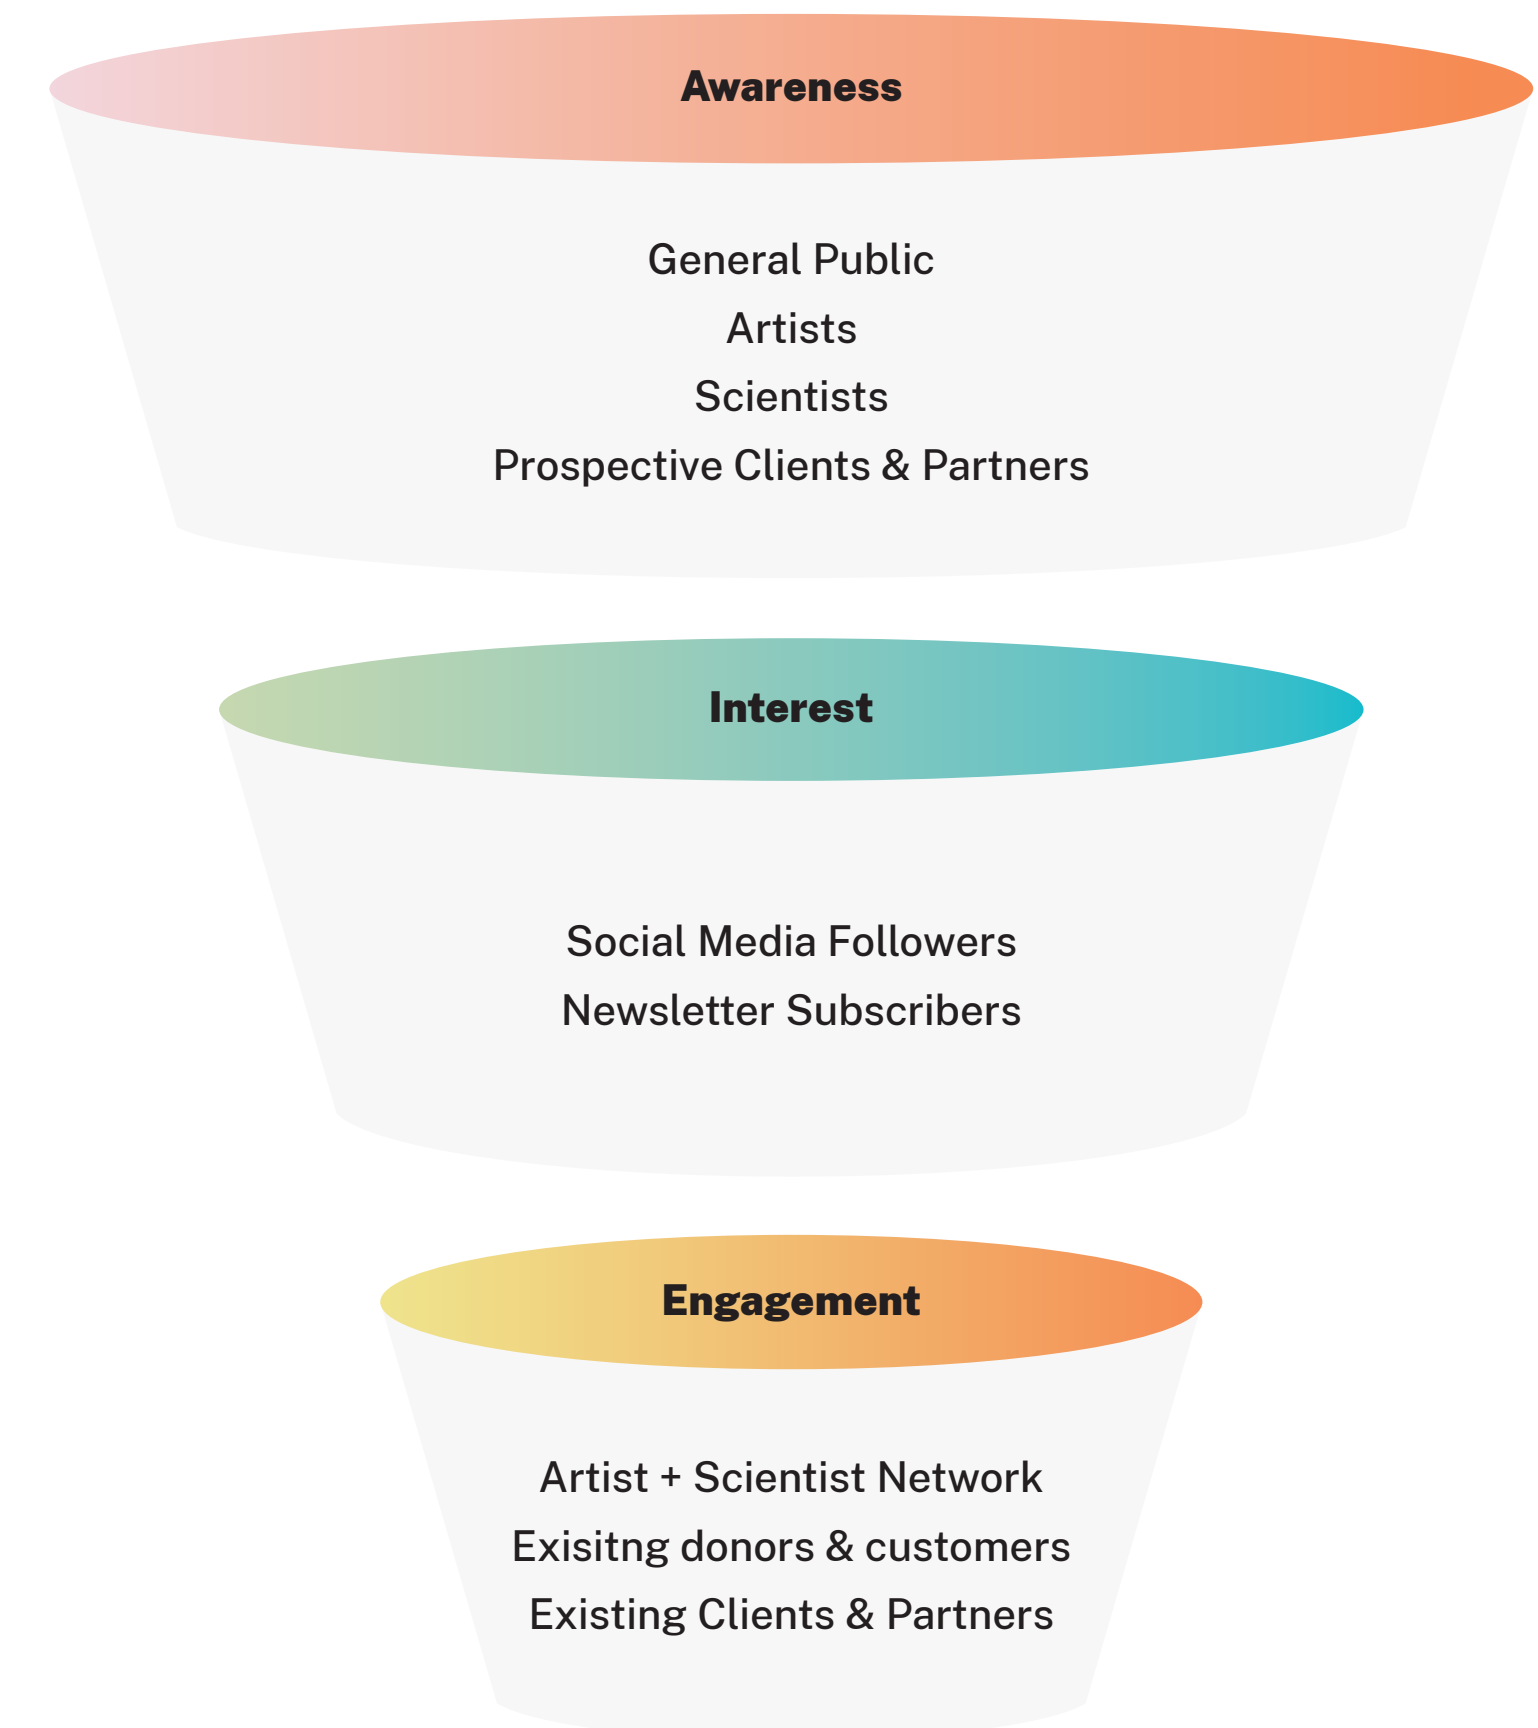 Awareness
General Public
Artists
Scientists
Prospective Clients & Partners
Interest
Social Media Followers
Newsletter Subscribers
Engagement
Artist + Scientist Network
Exisitng donors & customers
Existing Clients & Partners